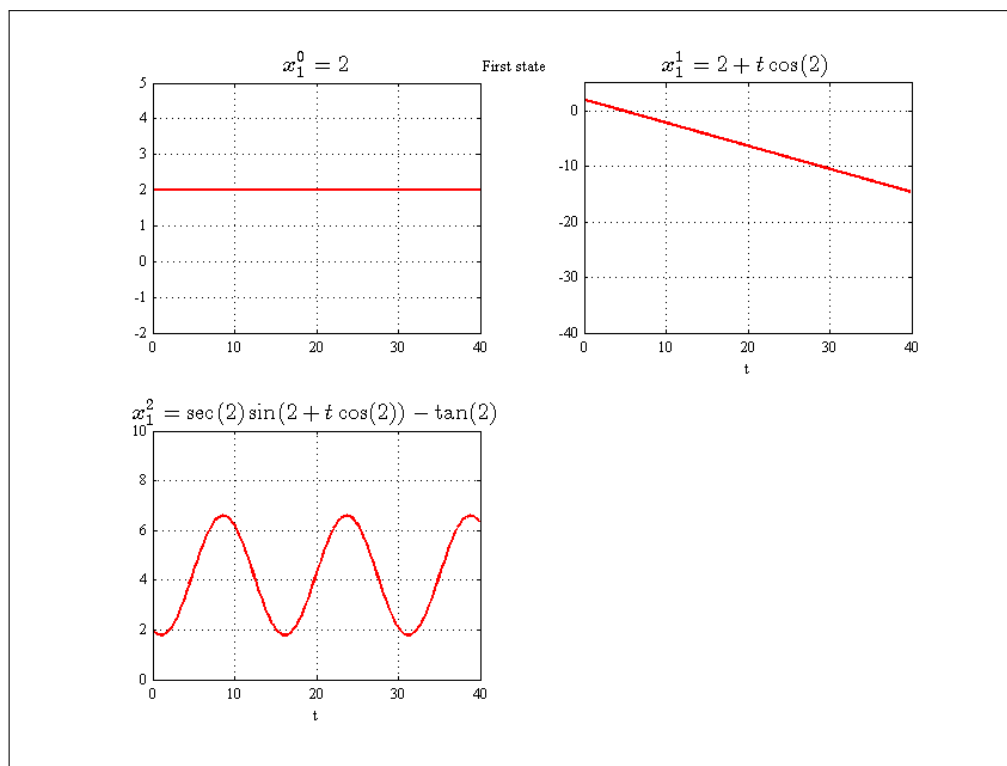 x_1^0 = 2
First state
x_1^1 = 2 + t cos(2)
5
4
3
2
1
0
-1
-2
0 10 20 30 40
0
-10
-20
-30
-40
0 10 20 30 40
t
x_1^2 = sec(2) sin(2 + t cos(2)) − tan(2)
10
8
6
4
2
0
0 10 20 30 40
t